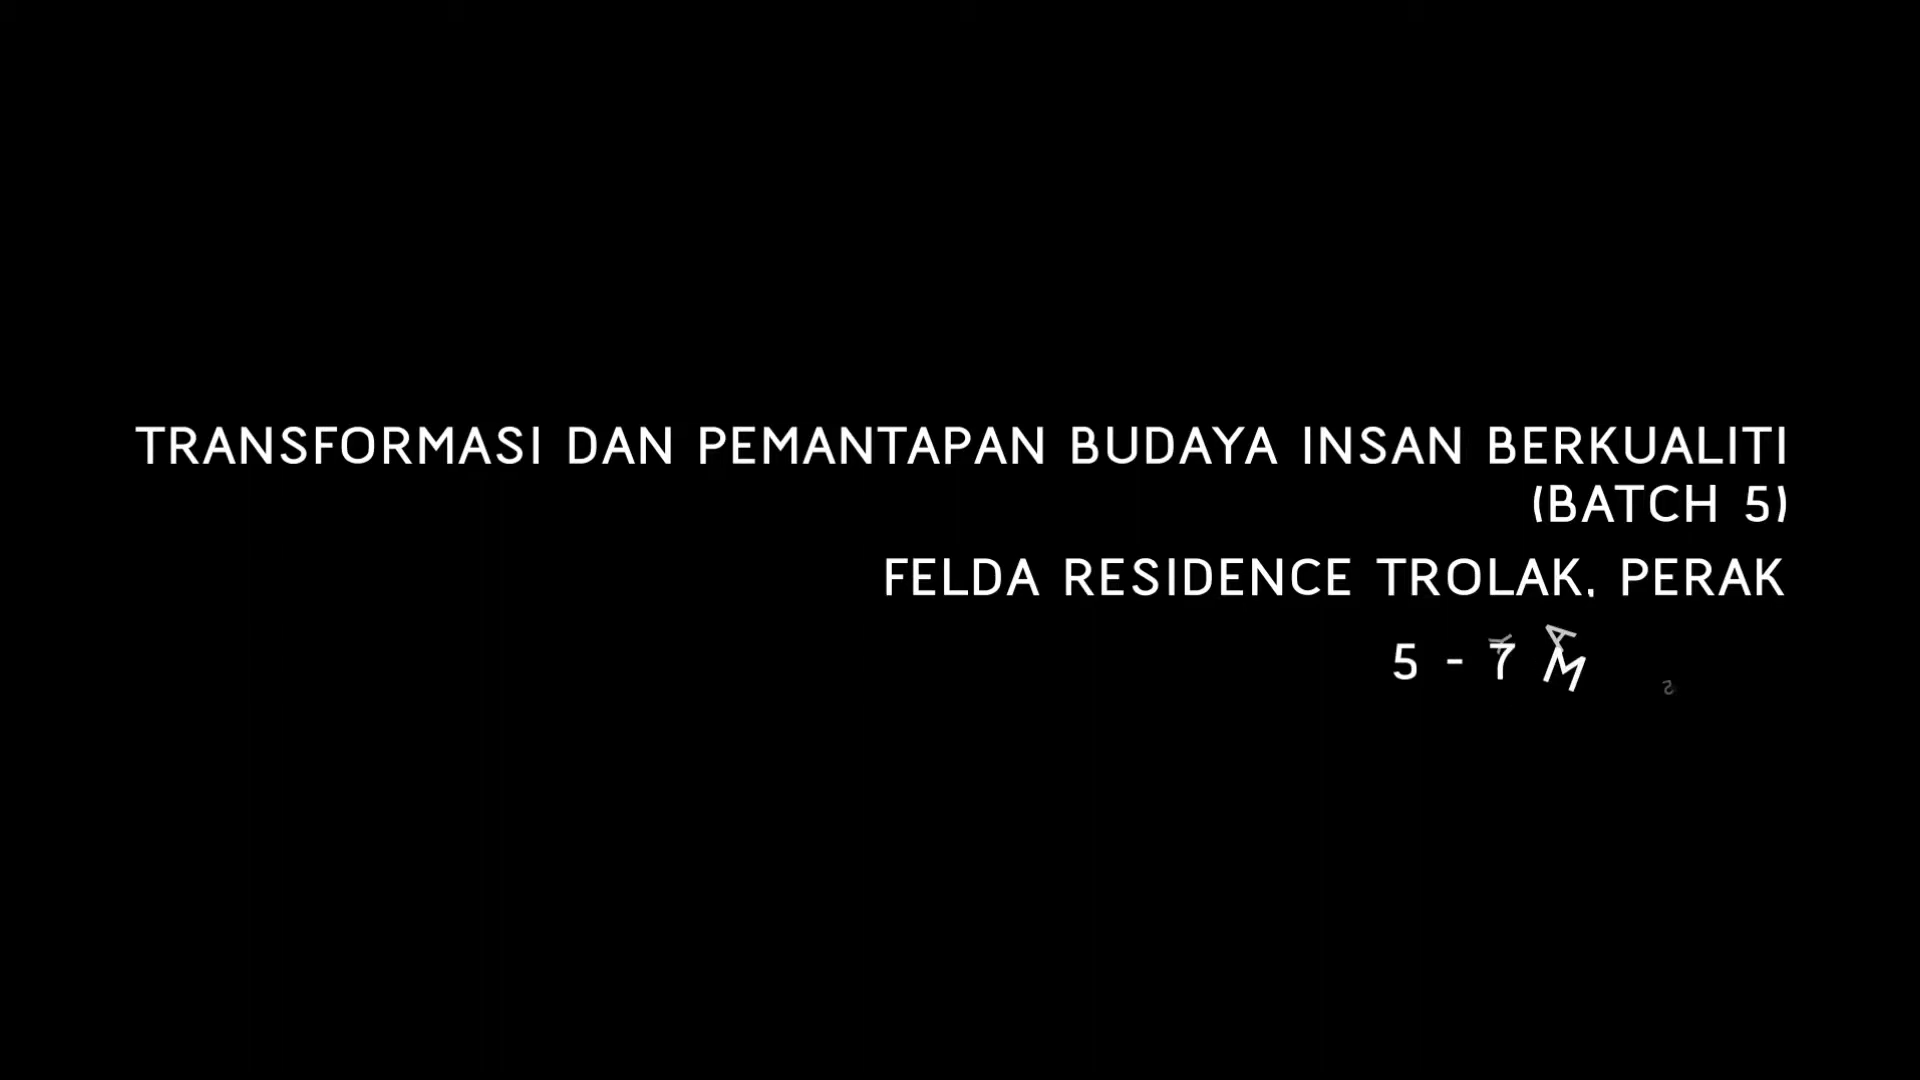 TRANSFORMASI DAN PEMANTAPAN BUDAYA INSAN BERKUALITI
(BATCH 5)
FELDA RESIDENCE TROLAK, PERAK
5 - 7 M